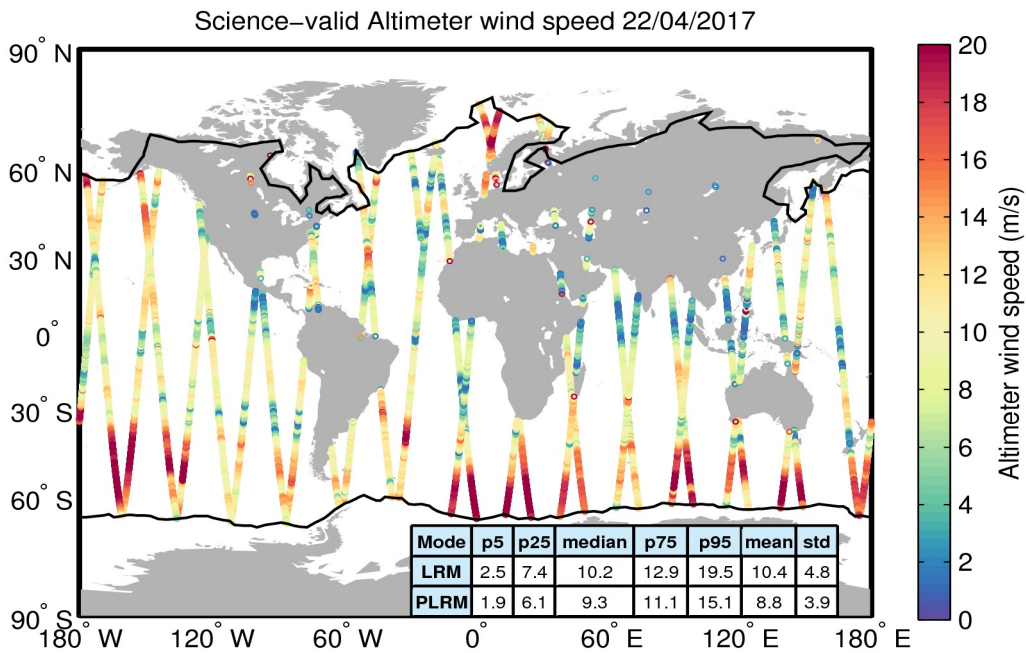 Science−valid Altimeter wind speed 22/04/2017
90° N
60° N
30° N
0°
30° S
60° S
90° S
180° W
120° W
60° W
0°
60° E
120° E
180° E
Mode p5 p25 median p75 p95 mean std
LRM 2.5 7.4 10.2 12.9 19.5 10.4 4.8
PLRM 1.9 6.1 9.3 11.1 15.1 8.8 3.9
20
18
16
14
12
10
8
6
4
2
0
Altimeter wind speed (m/s)